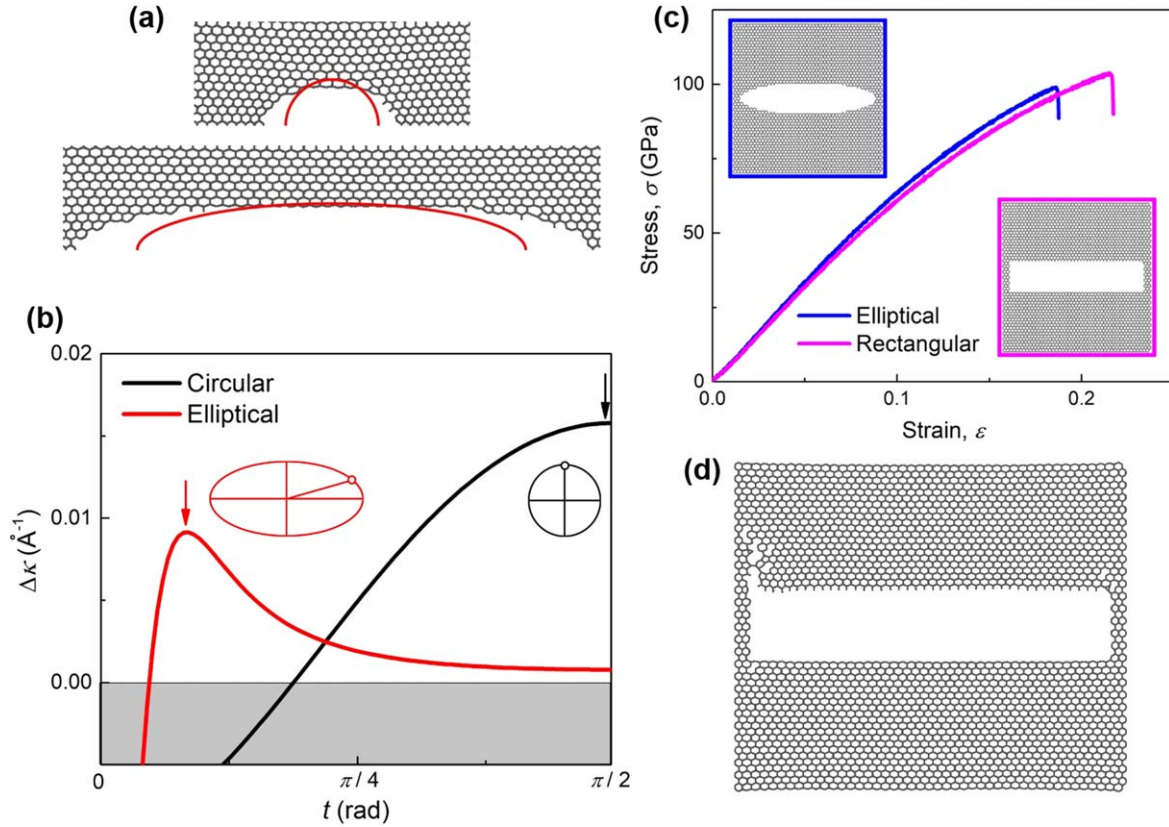 (a)
(b)
0.02
0.01
0.00
Δκ (Å⁻¹)
Circular
Elliptical
0
π / 4
π / 2
t (rad)
(c)
100
50
0
Stress, σ (GPa)
Elliptical
Rectangular
0.0
0.1
0.2
Strain, ε
(d)